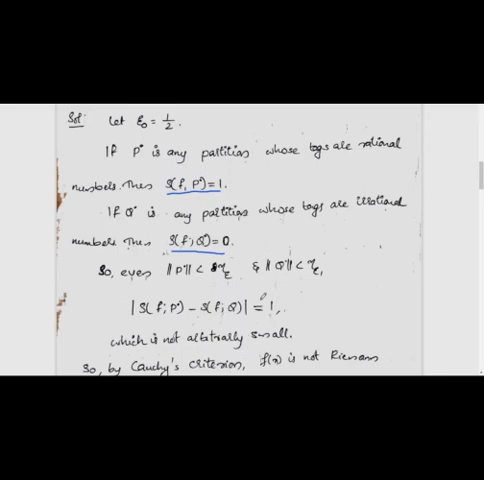 Sol: Let ε₀ = 1/2.
If P• is any partition whose tags are rational
numbers. Then S(f, P•) = 1.
If Q• is any partition whose tags are irrational
numbers. Then S(f; Q•) = 0.
So, even ||P•|| < η_ε & ||Q•|| < η_ε,
|S(f; P•) - S(f; Q•)| = 1,
which is not arbitrarily small.
So, by Cauchy's criterion, f(x) is not Riemann